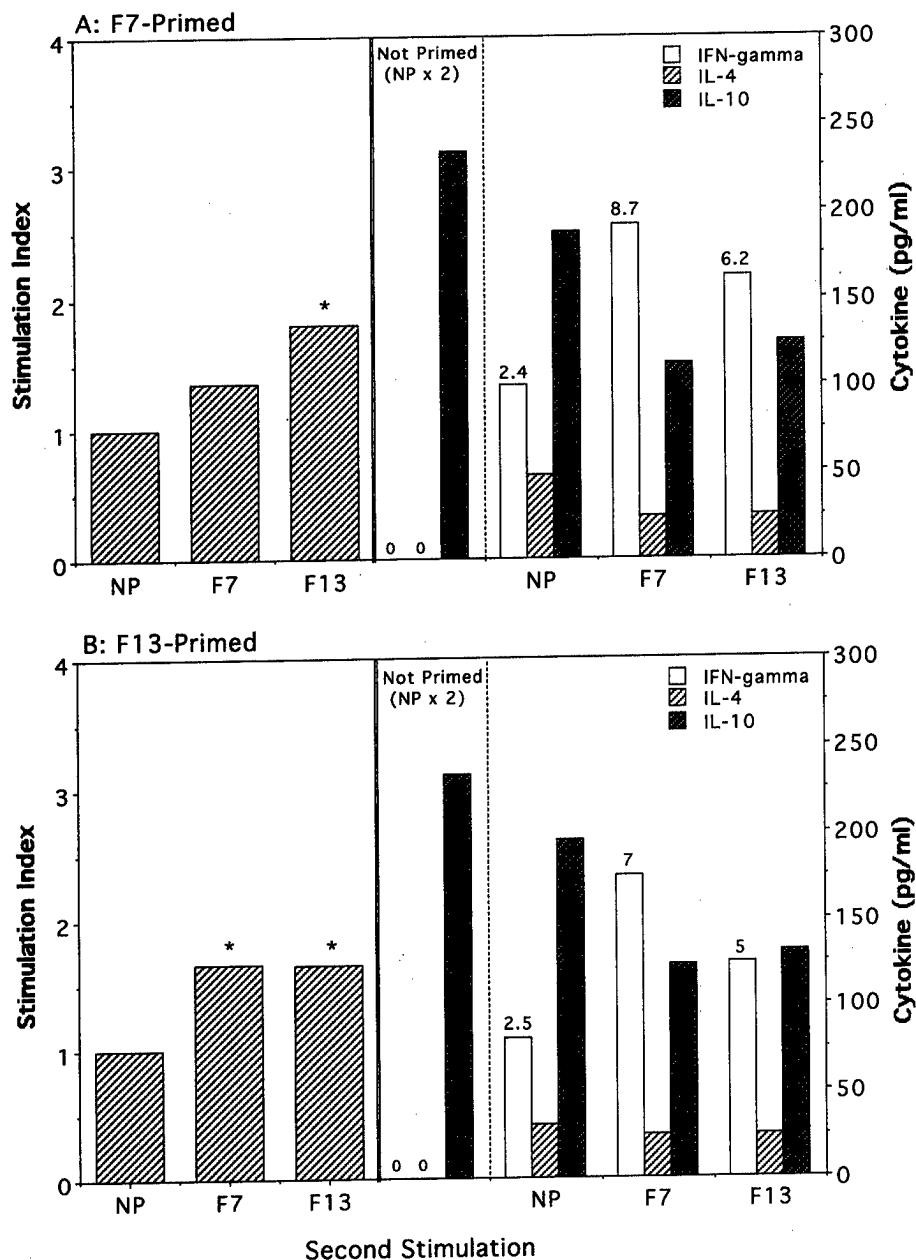 A: F7-Primed
4
3
2
1
0
Stimulation Index
*
NP
F7
F13
Not Primed
(NP x 2)
0
0
IFN-gamma
IL-4
IL-10
2.4
8.7
6.2
NP
F7
F13
300
250
200
150
100
50
0
Cytokine (pg/ml)
B: F13-Primed
4
3
2
1
0
Stimulation Index
*
*
NP
F7
F13
Not Primed
(NP x 2)
0
0
IFN-gamma
IL-4
IL-10
2.5
7
5
NP
F7
F13
300
250
200
150
100
50
0
Cytokine (pg/ml)
Second Stimulation